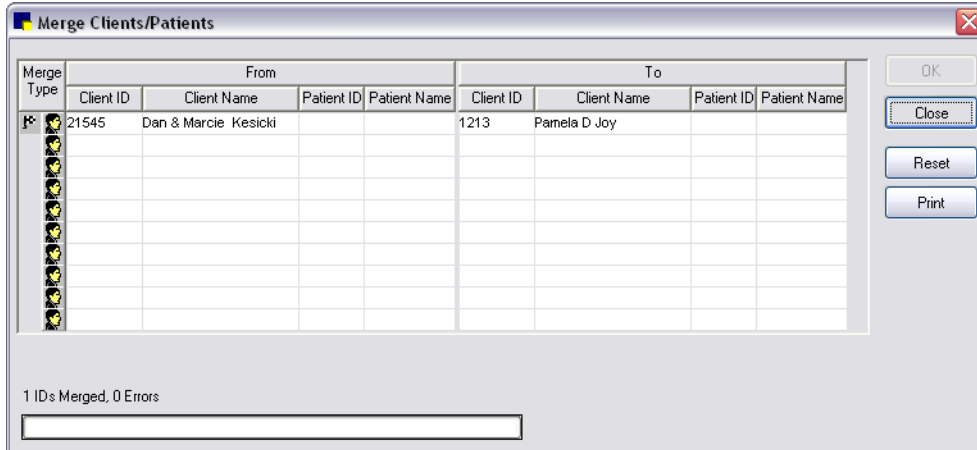 Merge Clients/Patients
Merge Type From To
Client ID Client Name Patient ID Patient Name Client ID Client Name Patient ID Patient Name
21545 Dan & Marcie Kesicki 1213 Pamela D Joy
OK
Close
Reset
Print
1 IDs Merged, 0 Errors